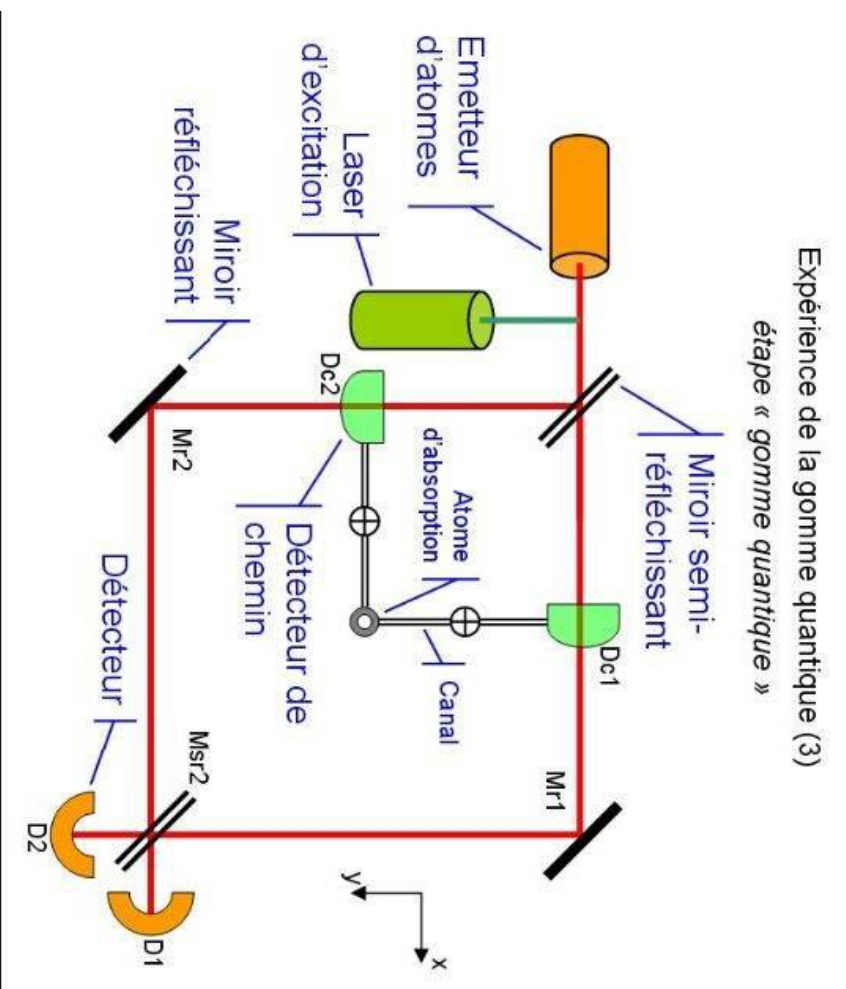 Expérience de la gomme quantique (3)
étape « gomme quantique »
Emetteur
d'atomes
Laser
d'excitation
Miroir
réfléchissant
Miroir semi-
réfléchissant
Dc2
Dc1
Atome
d'absorption
Canal
Détecteur de
chemin
Mr2
Mr1
Détecteur
Msr2
D2
D1
y
x